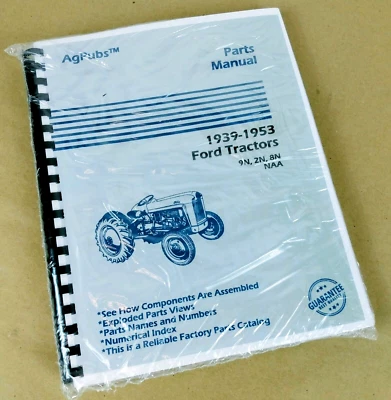 AgPubs™
Parts
Manual
1939-1953
Ford Tractors
9N, 2N, 8N
NAA
*See How Components Are Assembled
*Exploded Parts Views
*Parts Names and Numbers
*Numerical Index
*This is a Reliable Factory Parts Catalog
GUARANTEE